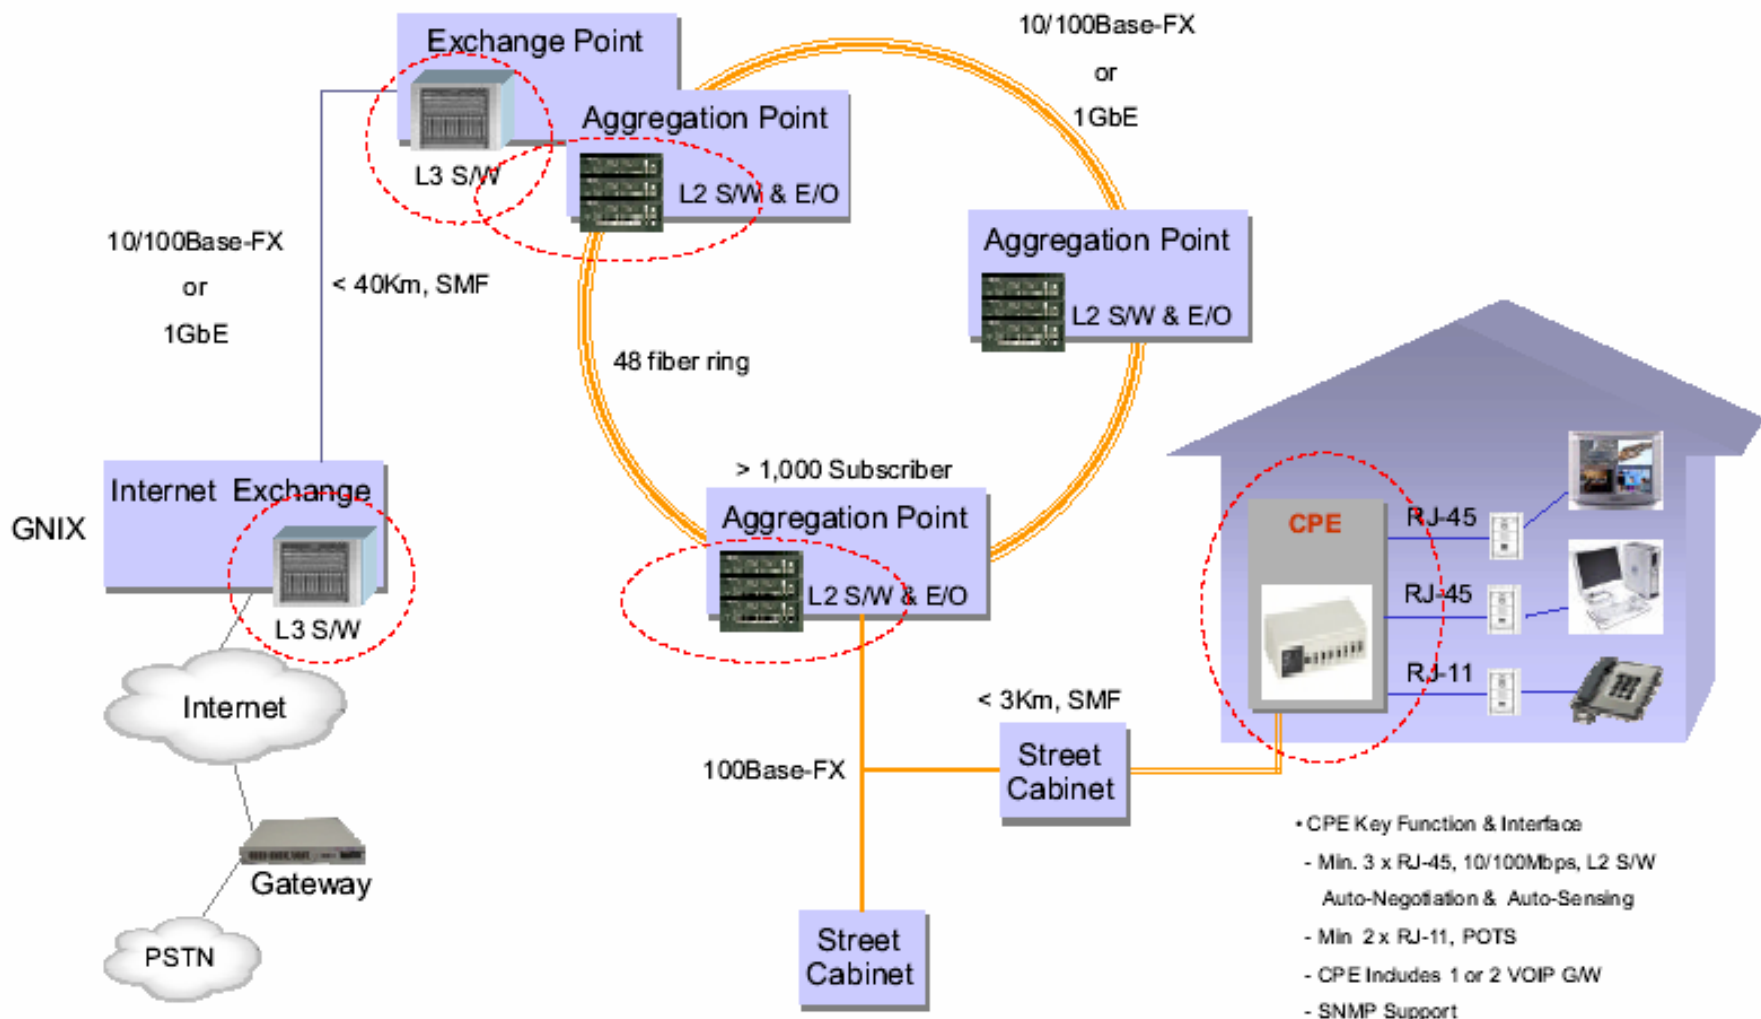 Exchange Point
L3 S/W
Aggregation Point
L2 S/W & E/O
10/100Base-FX
or
1GbE
10/100Base-FX
or
1GbE
< 40Km, SMF
48 fiber ring
Aggregation Point
L2 S/W & E/O
> 1,000 Subscriber
Aggregation Point
L2 S/W & E/O
GNIX
Internet Exchange
L3 S/W
Internet
Gateway
PSTN
100Base-FX
< 3Km, SMF
Street
Cabinet
Street
Cabinet
CPE
RJ-45
RJ-45
RJ-11
• CPE Key Function & Interface
- Min. 3 x RJ-45, 10/100Mbps, L2 S/W
Auto-Negotiation & Auto-Sensing
- Min 2 x RJ-11, POTS
- CPE Includes 1 or 2 VOIP G/W
- SNMP Support